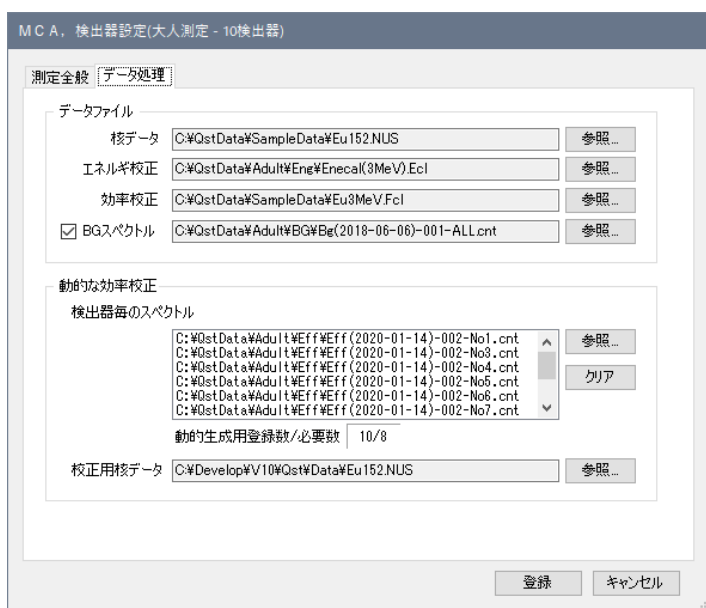 ＭＣＡ，検出器設定(大人測定 - 10検出器)
測定全般 データ処理
データファイル
核データ C:¥QstData¥SampleData¥Eu152.NUS 参照...
エネルギ校正 C:¥QstData¥Adult¥Eng¥Enecal(3MeV).Ecl 参照...
効率校正 C:¥QstData¥SampleData¥Eu3MeV.Fcl 参照...
BGスペクトル C:¥QstData¥Adult¥BG¥Bg(2018-06-06)-001-ALL.cnt 参照...
動的な効率校正
検出器毎のスペクトル
C:¥QstData¥Adult¥Eff¥Eff(2020-01-14)-002-No1.cnt 参照...
C:¥QstData¥Adult¥Eff¥Eff(2020-01-14)-002-No3.cnt
C:¥QstData¥Adult¥Eff¥Eff(2020-01-14)-002-No4.cnt
C:¥QstData¥Adult¥Eff¥Eff(2020-01-14)-002-No5.cnt クリア
C:¥QstData¥Adult¥Eff¥Eff(2020-01-14)-002-No6.cnt
C:¥QstData¥Adult¥Eff¥Eff(2020-01-14)-002-No7.cnt
動的生成用登録数/必要数 10/8
校正用核データ C:¥Develop¥V10¥Qst¥Data¥Eu152.NUS 参照...
登録 キャンセル